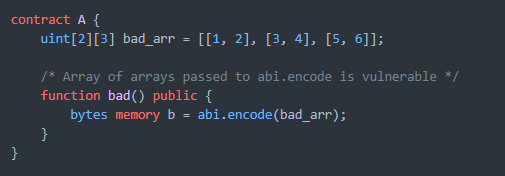 contract A {
    uint[2][3] bad_arr = [[1, 2], [3, 4], [5, 6]];

    /* Array of arrays passed to abi.encode is vulnerable */
    function bad() public {
        bytes memory b = abi.encode(bad_arr);
    }
}